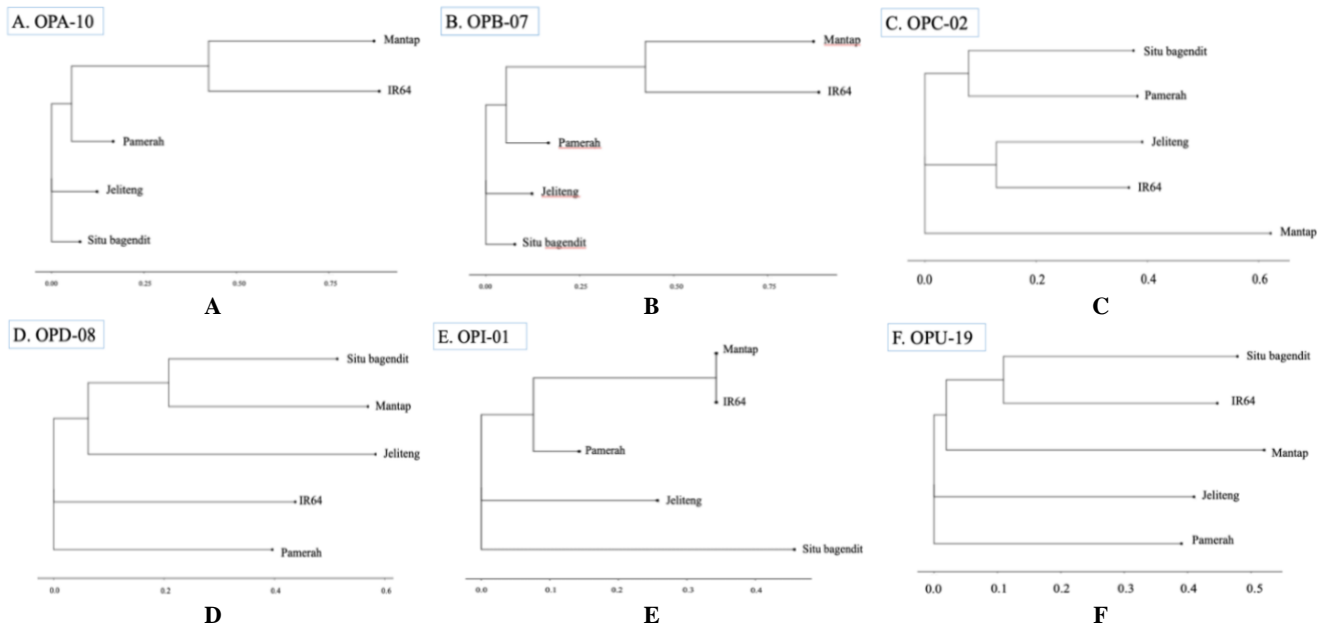 A. OPA-10
Mantap
IR64
Pamerah
Jeliteng
Situ bagendit
0.00 0.25 0.50 0.75
A
B. OPB-07
Mantap
IR64
Pamerah
Jeliteng
Situ bagendit
0.00 0.25 0.50 0.75
B
C. OPC-02
Situ bagendit
Pamerah
Jeliteng
IR64
Mantap
0.0 0.2 0.4 0.6
C
D. OPD-08
Situ bagendit
Mantap
Jeliteng
IR64
Pamerah
0.0 0.2 0.4 0.6
D
E. OPI-01
Mantap
IR64
Pamerah
Jeliteng
Situ bagendit
0.0 0.1 0.2 0.3 0.4
E
F. OPU-19
Situ bagendit
IR64
Mantap
Jeliteng
Pamerah
0.0 0.1 0.2 0.3 0.4 0.5
F